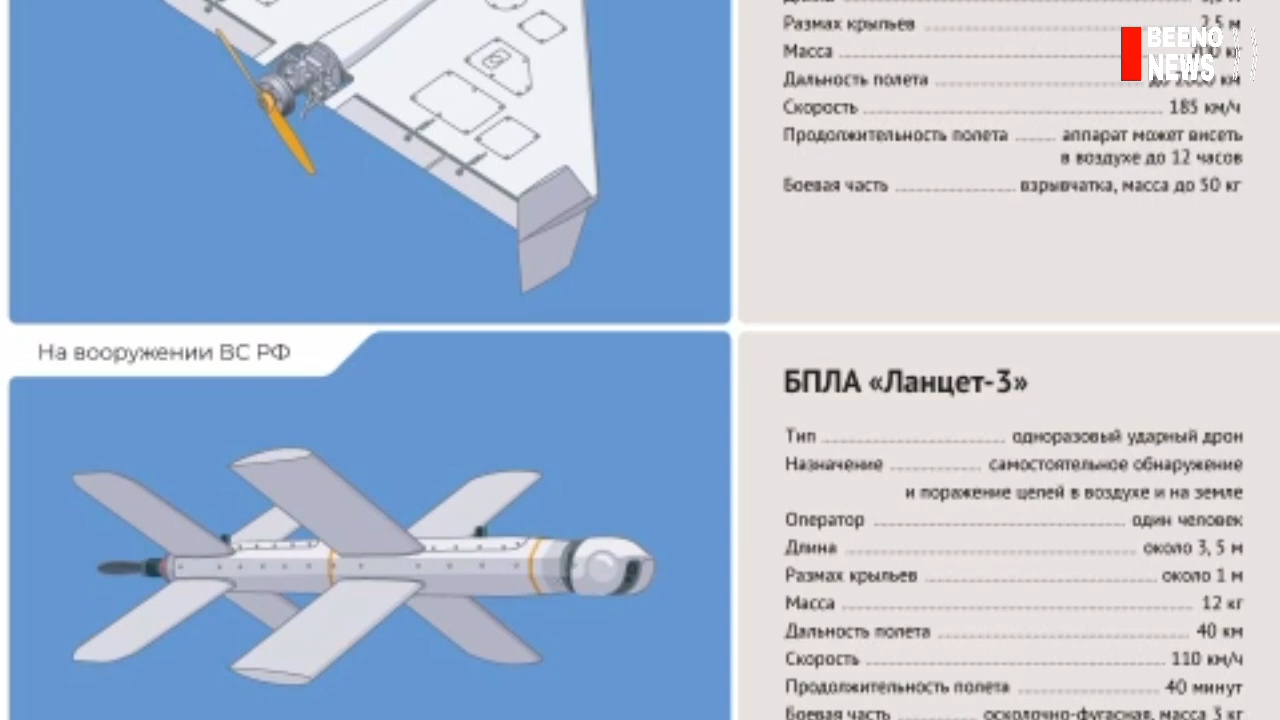 Размах крыльев 2,5 м
BEENO
NEWS
Масса кг
Дальность полета до 2000 км
Скорость 185 км/ч
Продолжительность полета аппарат может висеть
в воздухе до 12 часов
Боевая часть взрывчатка, масса до 50 кг
На вооружении ВС РФ
БПЛА «Ланцет-3»
Тип одноразовый ударный дрон
Назначение самостоятельное обнаружение
и поражение целей в воздухе и на земле
Оператор один человек
Длина около 3, 5 м
Размах крыльев около 1 м
Масса 12 кг
Дальность полета 40 км
Скорость 110 км/ч
Продолжительность полета 40 минут
Боевая часть осколочно-фугасная, масса 3 кг